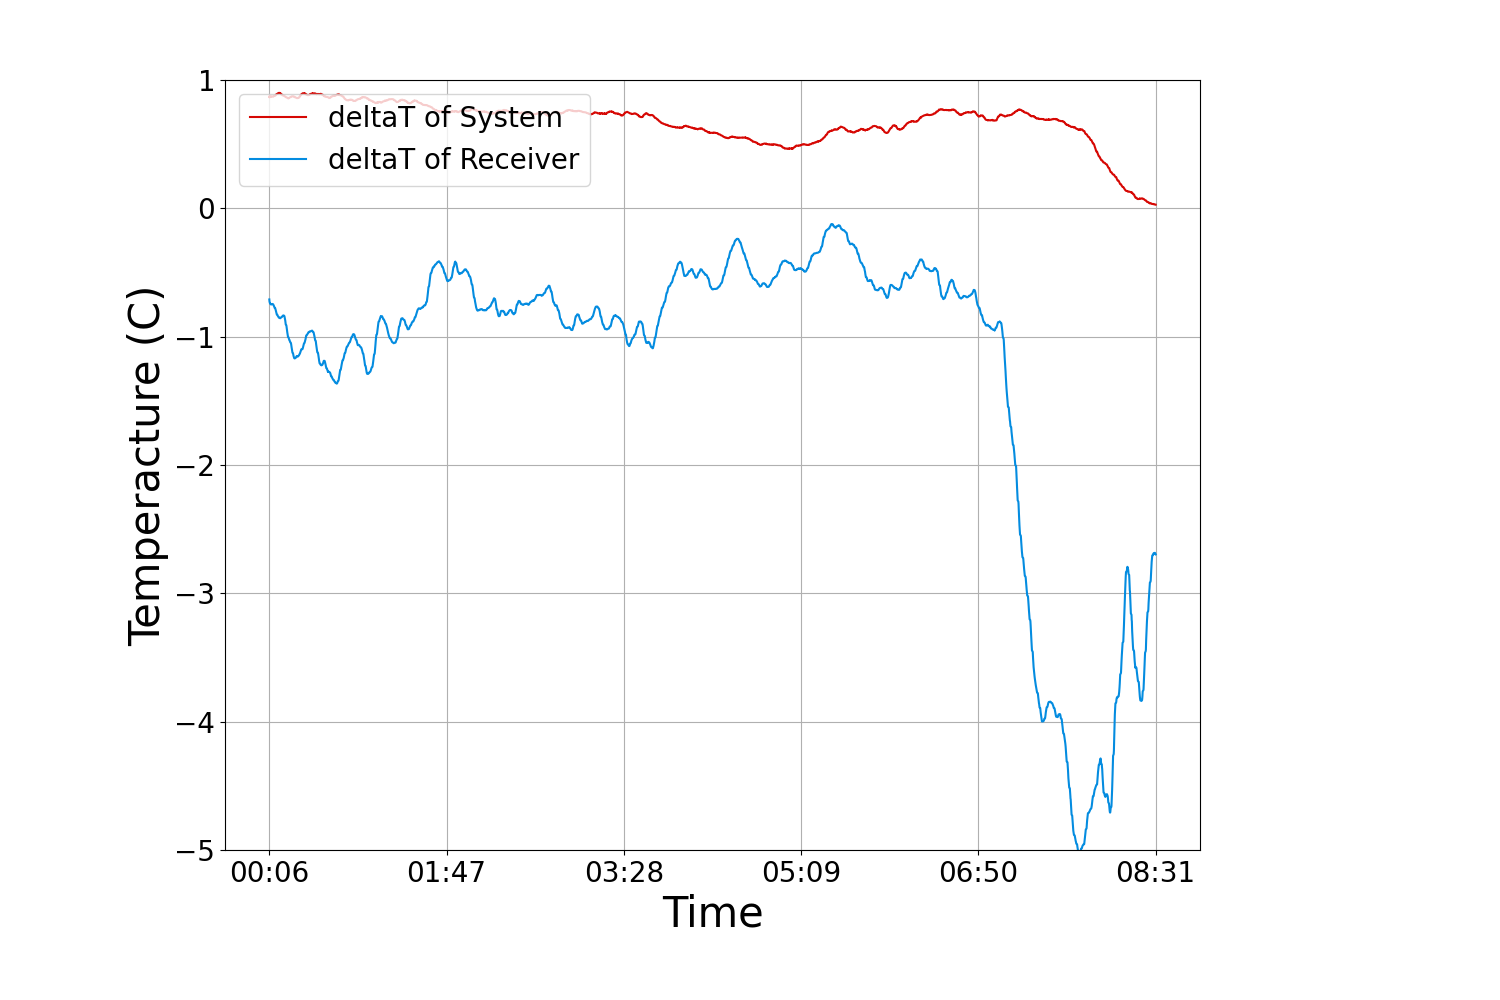 1
0
−1
−2
−3
−4
−5
Temperacture (C)
deltaT of System
deltaT of Receiver
00:06 01:47 03:28 05:09 06:50 08:31
Time